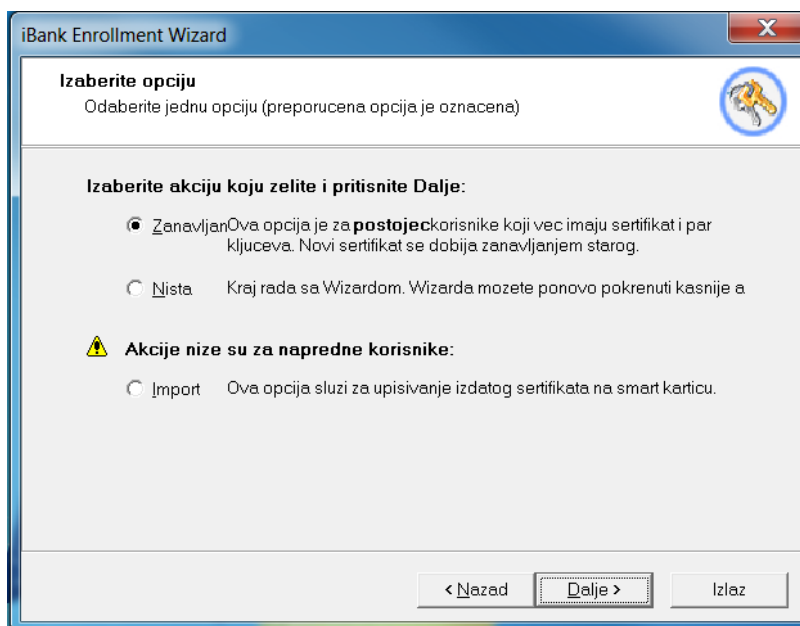 iBank Enrollment Wizard
X
Izaberite opciju
Odaberite jednu opciju (preporucena opcija je oznacena)
Izaberite akciju koju zelite i pritisnite Dalje:
Zanavljan Ova opcija je za postojeckorisnike koji vec imaju sertifikat i par
kljuceva. Novi sertifikat se dobija zanavljanjem starog.
Nista Kraj rada sa Wizardom. Wizarda mozete ponovo pokrenuti kasnije a
Akcije nize su za napredne korisnike:
Import Ova opcija sluzi za upisivanje izdatog sertifikata na smart karticu.
< Nazad Dalje > Izlaz